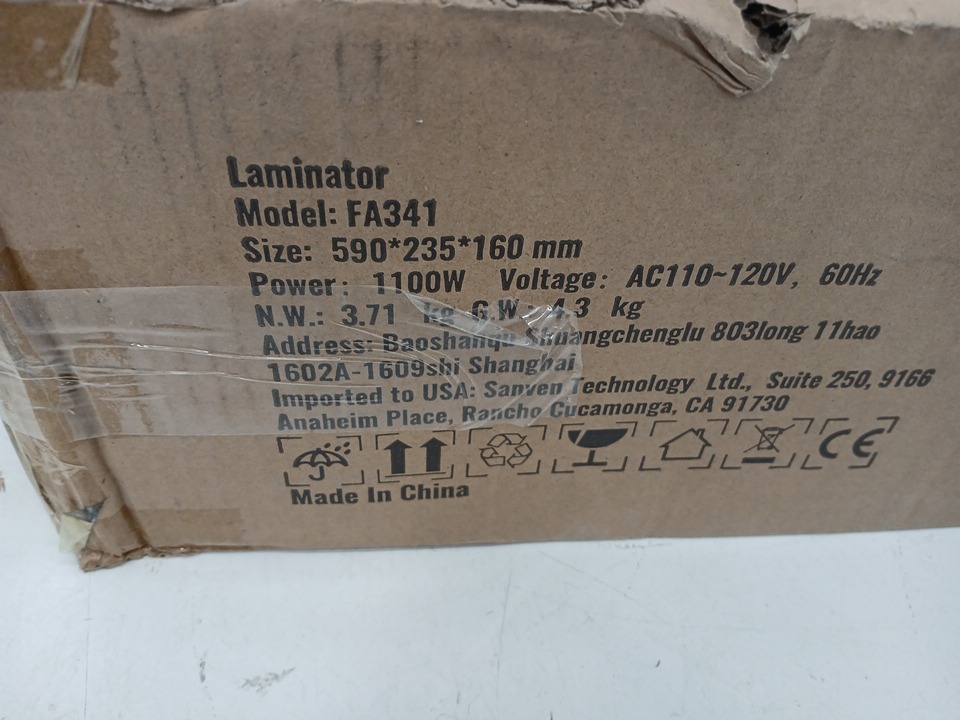 Laminator
Model: FA341
Size: 590*235*160 mm
Power: 1100W Voltage: AC110~120V, 60Hz
N.W.: 3.71 kg G.W.: 4.3 kg
Address: Baoshanqu Shuangchenglu 803long 11hao
1602A-1609shi Shanghai
Imported to USA: Sanven Technology Ltd., Suite 250, 9166
Anaheim Place, Rancho Cucamonga, CA 91730
CE
Made In China